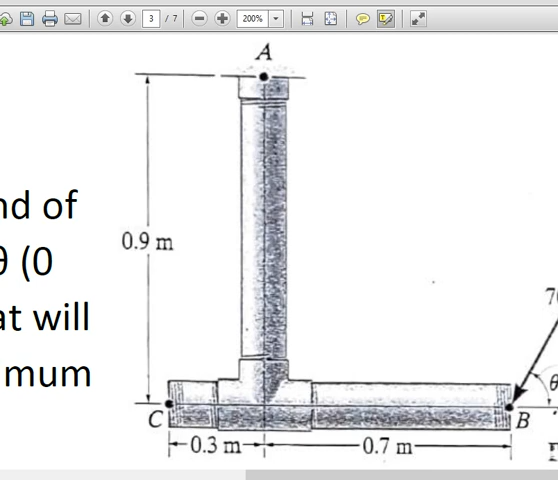 3 / 7
200%
A
nd of
θ (0
0.9 m
at will
mum
θ
C
B
0.3 m
0.7 m